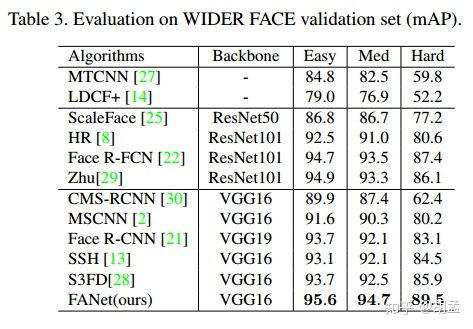 Table 3. Evaluation on WIDER FACE validation set (mAP).
Algorithms Backbone Easy Med Hard
MTCNN [27] - 84.8 82.5 59.8
LDCF+ [14] - 79.0 76.9 52.2
ScaleFace [25] ResNet50 86.8 86.7 77.2
HR [8] ResNet101 92.5 91.0 80.6
Face R-FCN [22] ResNet101 94.7 93.5 87.4
Zhu[29] ResNet101 94.9 93.3 86.1
CMS-RCNN [30] VGG16 89.9 87.4 62.4
MSCNN [2] VGG16 91.6 90.3 80.2
Face R-CNN [21] VGG19 93.7 92.1 83.1
SSH [13] VGG16 93.1 92.1 84.5
S3FD[28] VGG16 93.7 92.5 85.9
FANet(ours) VGG16 95.6 94.7 89.5
知乎 @胡孟